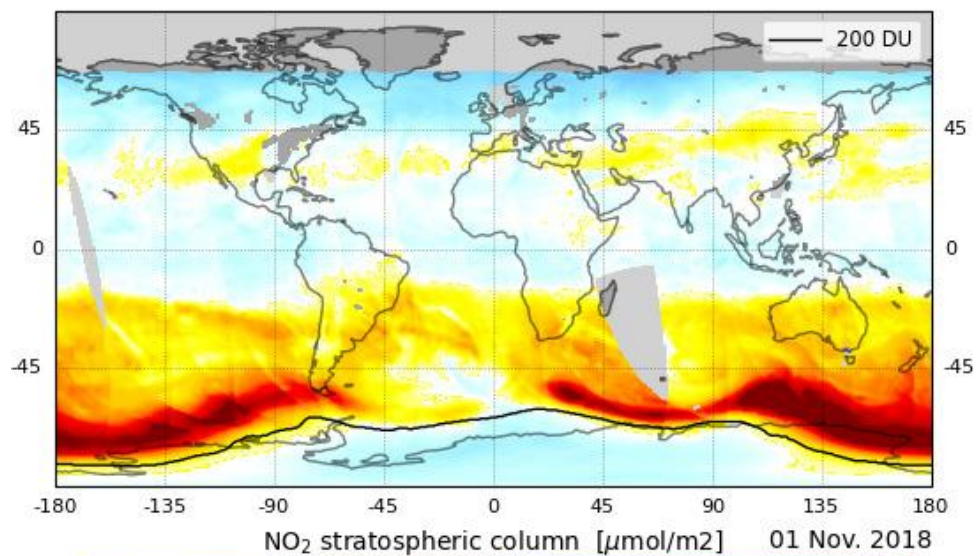 200 DU
45 45
0 0
-45 -45
-180 -135 -90 -45 0 45 90 135 180
NO₂ stratospheric column [μmol/m2] 01 Nov. 2018